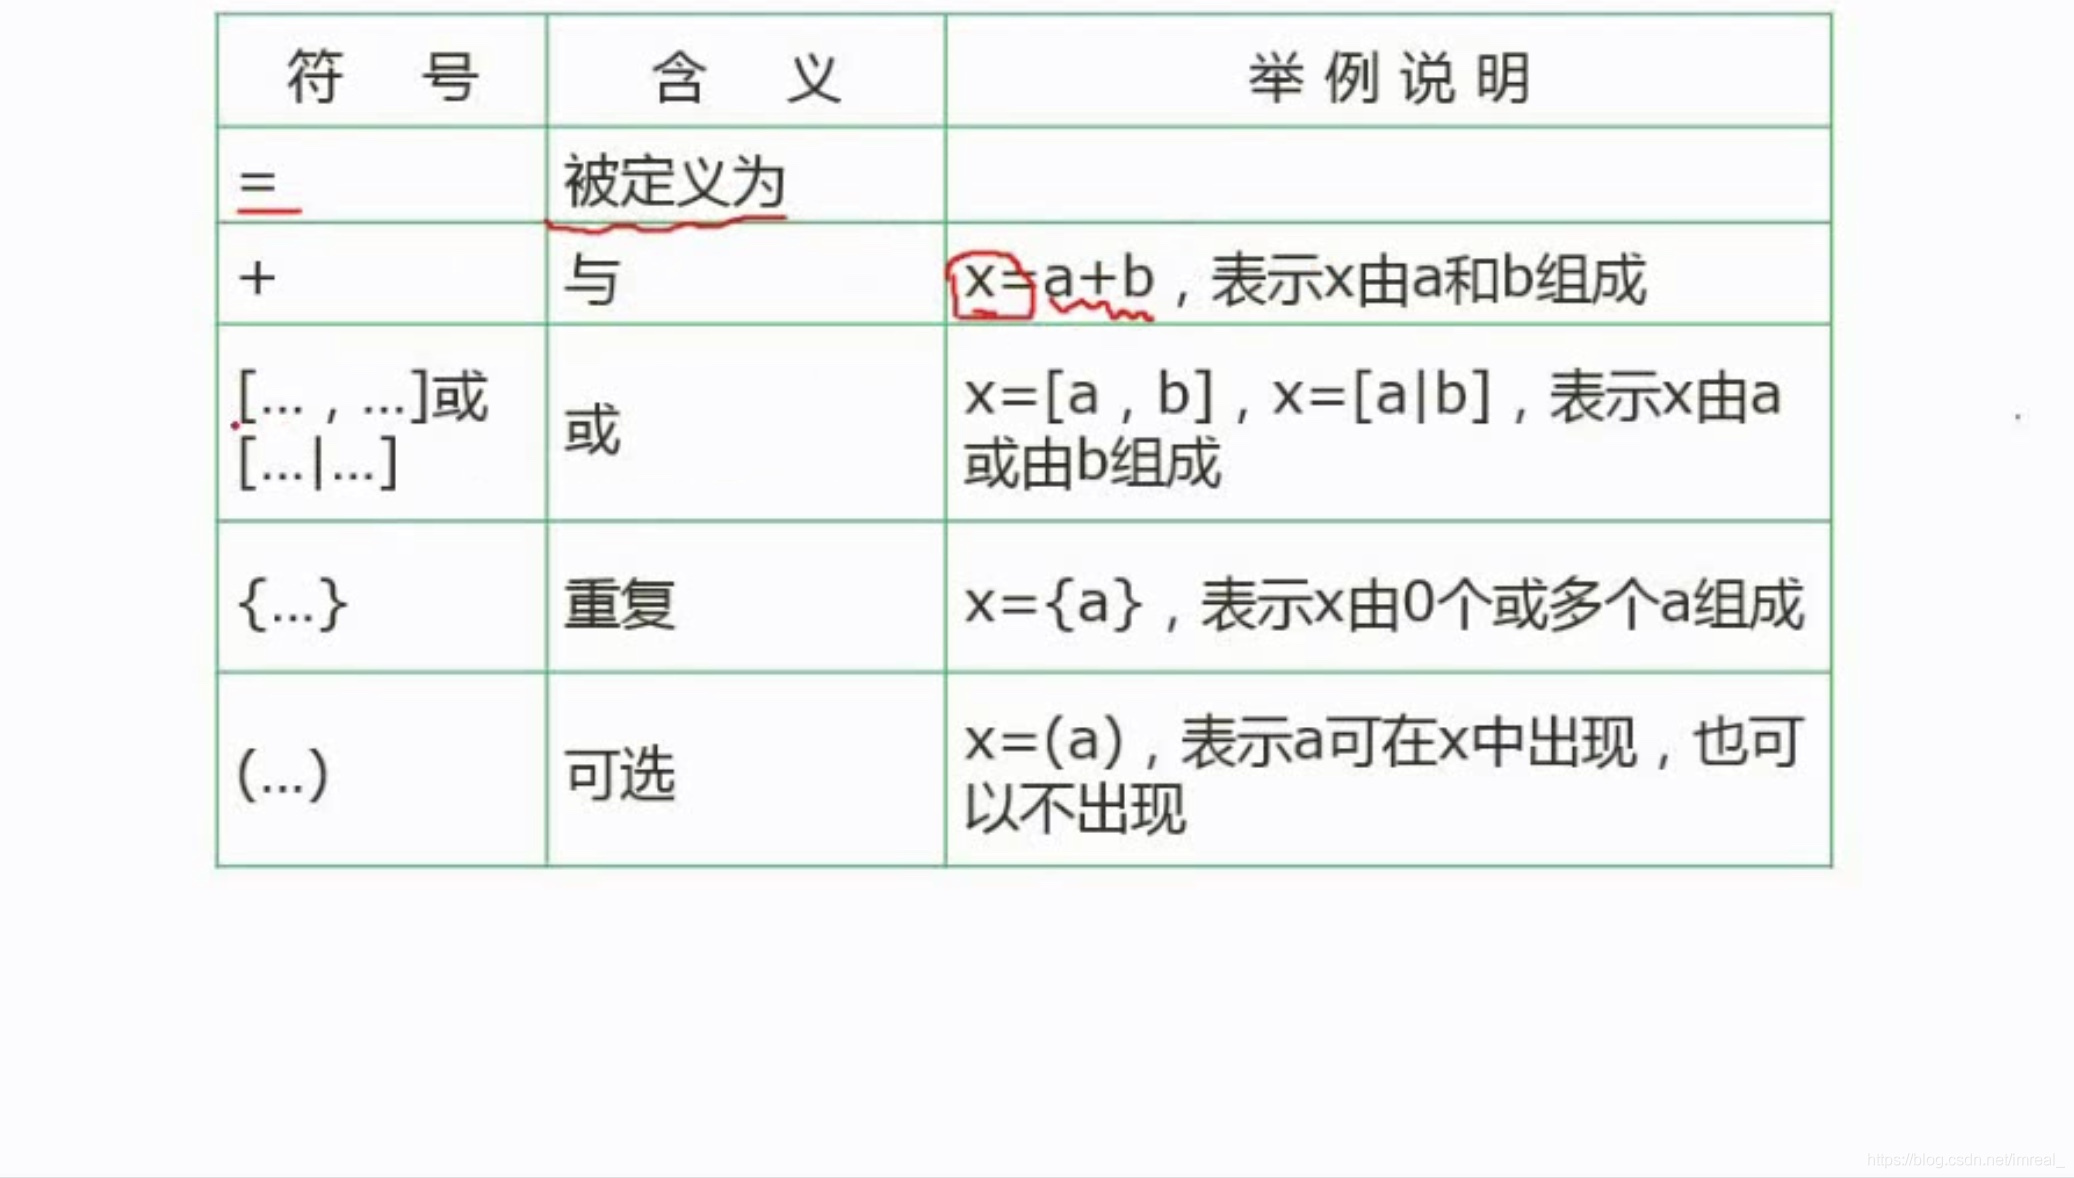 符 号 含 义 举例说明
= 被定义为
+ 与 x=a+b，表示x由a和b组成
[…，…]或
[…|…]
或
x=[a，b]，x=[a|b]，表示x由a
或由b组成
{…} 重复 x={a}，表示x由0个或多个a组成
(…) 可选
x=(a)，表示a可在x中出现，也可
以不出现
https://blog.csdn.net/imreal_